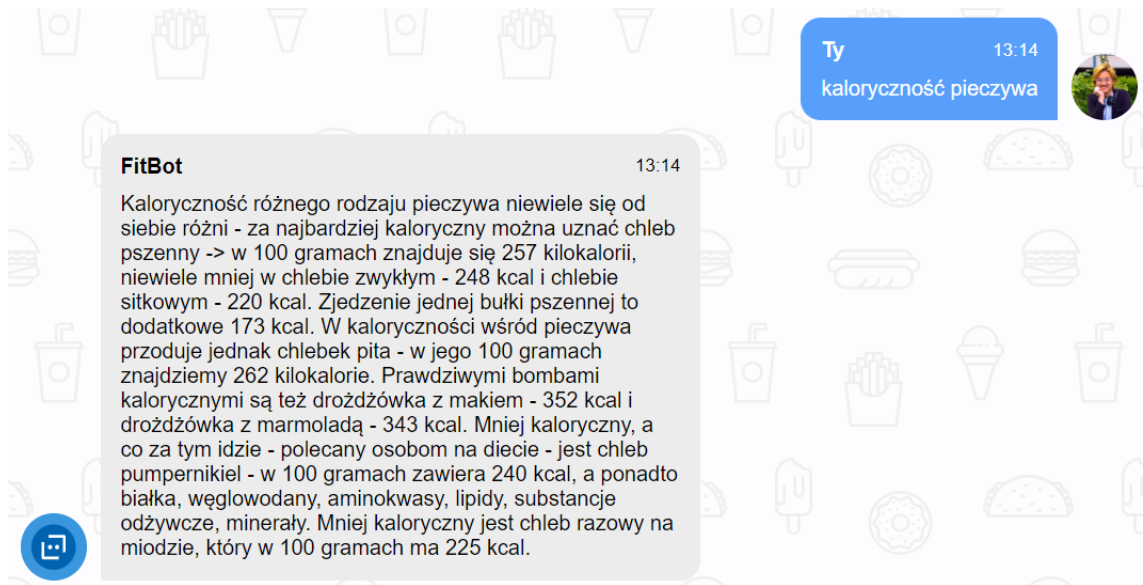 Ty 13:14
kaloryczność pieczywa
FitBot 13:14
Kaloryczność różnego rodzaju pieczywa niewiele się od
siebie różni - za najbardziej kaloryczny można uznać chleb
pszenny -> w 100 gramach znajduje się 257 kilokalorii,
niewiele mniej w chlebie zwykłym - 248 kcal i chlebie
sitkowym - 220 kcal. Zjedzenie jednej bułki pszennej to
dodatkowe 173 kcal. W kaloryczności wśród pieczywa
przoduje jednak chlebek pita - w jego 100 gramach
znajdziemy 262 kilokalorie. Prawdziwymi bombami
kalorycznymi są też drożdżówka z makiem - 352 kcal i
drożdżówka z marmoladą - 343 kcal. Mniej kaloryczny, a
co za tym idzie - polecany osobom na diecie - jest chleb
pumpernikiel - w 100 gramach zawiera 240 kcal, a ponadto
białka, węglowodany, aminokwasy, lipidy, substancje
odżywcze, minerały. Mniej kaloryczny jest chleb razowy na
miodzie, który w 100 gramach ma 225 kcal.